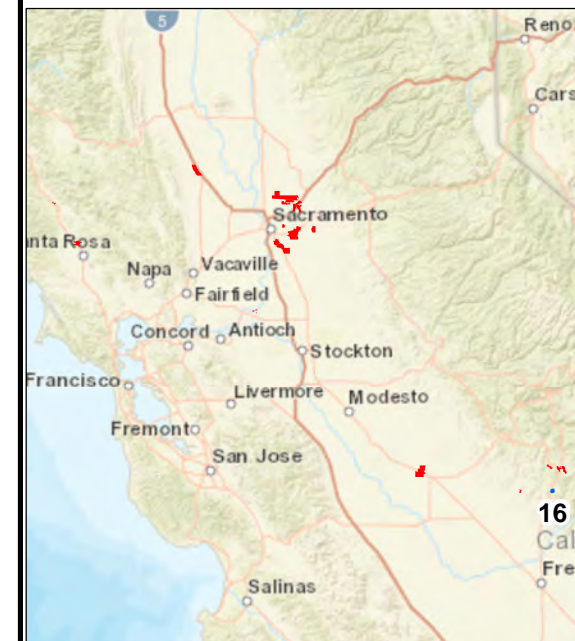 5
Reno
Cars
Sacramento
nta Rosa
Vacaville
Napa
Fairfield
Concord
Antioch
Stockton
Francisco
Livermore
Modesto
Fremont
San Jose
16
Cal
Fre
Salinas